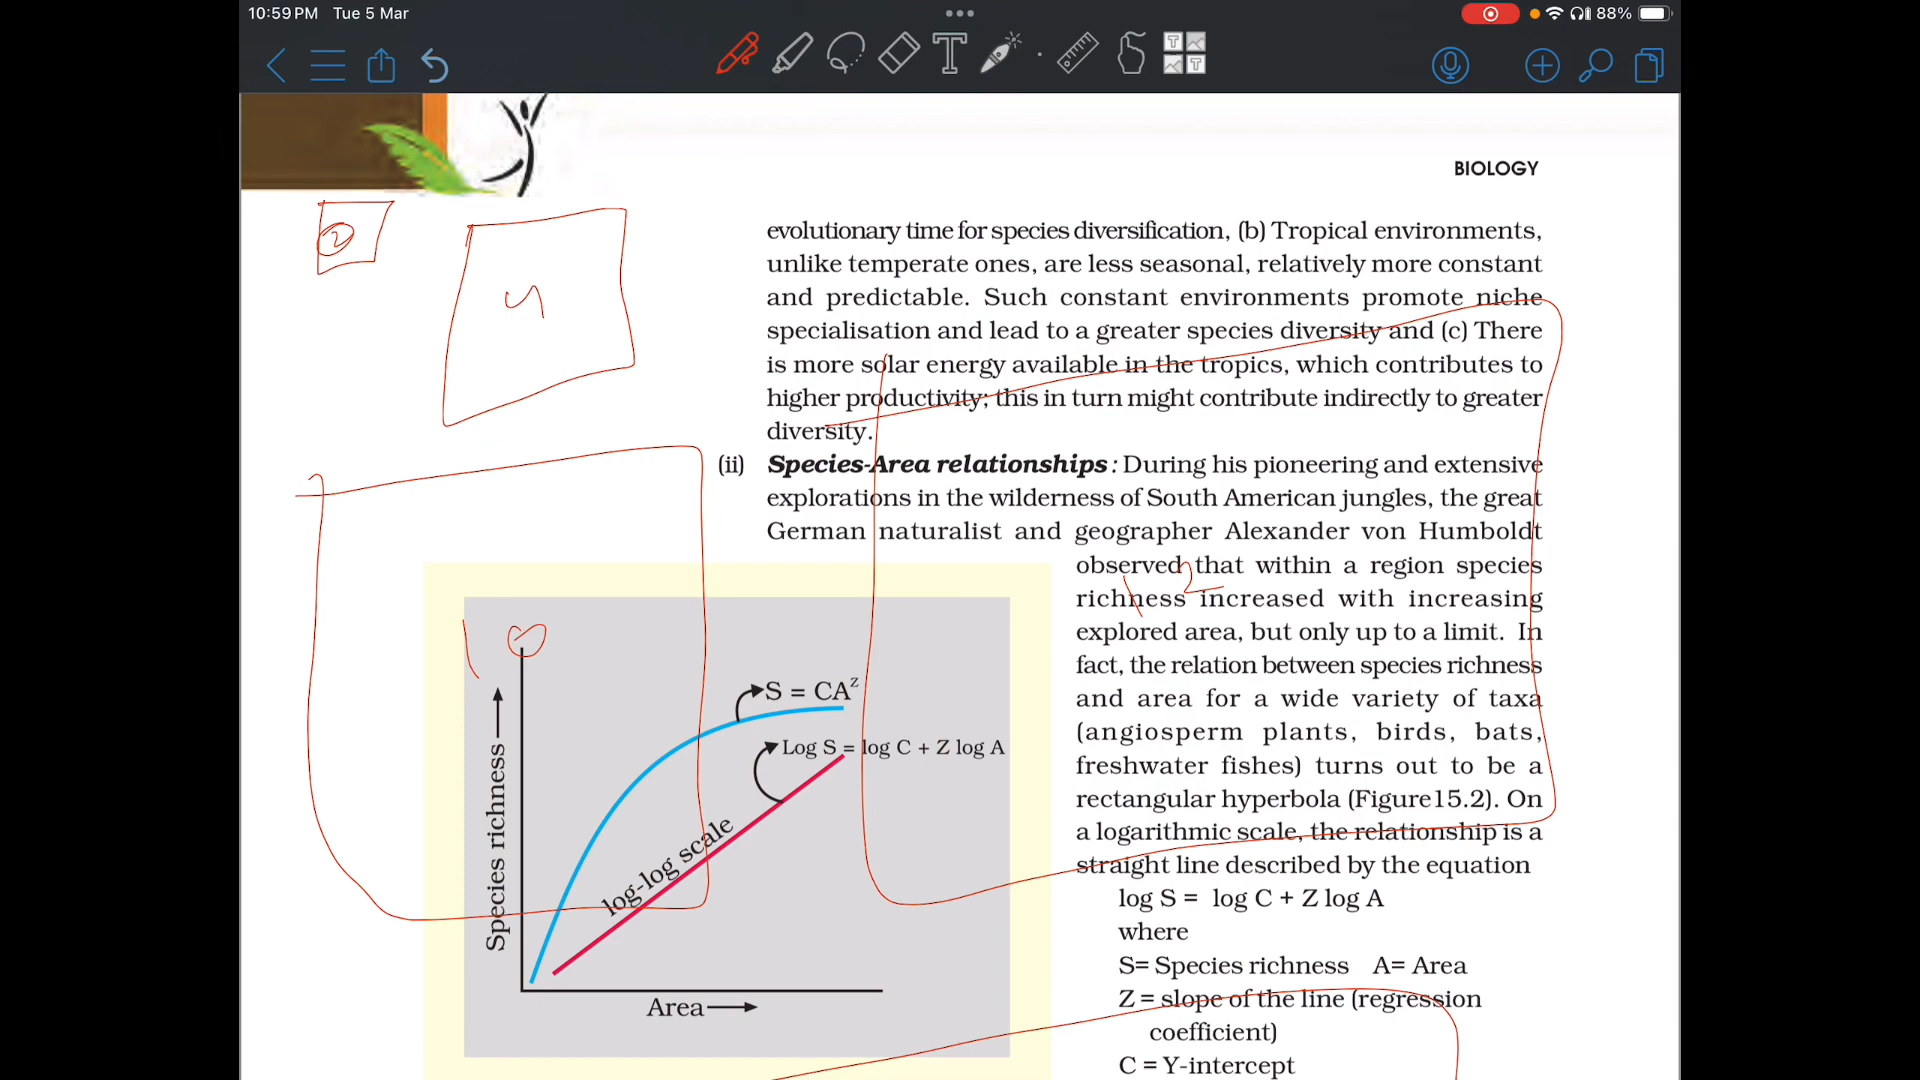 10:59 PM Tue 5 Mar
88%
BIOLOGY
evolutionary time for species diversification, (b) Tropical environments,
unlike temperate ones, are less seasonal, relatively more constant
and predictable. Such constant environments promote niche
specialisation and lead to a greater species diversity and (c) There
is more solar energy available in the tropics, which contributes to
higher productivity; this in turn might contribute indirectly to greater
diversity.
(ii) Species-Area relationships : During his pioneering and extensive
explorations in the wilderness of South American jungles, the great
German naturalist and geographer Alexander von Humboldt
observed that within a region species
richness increased with increasing
explored area, but only up to a limit. In
fact, the relation between species richness
and area for a wide variety of taxa
(angiosperm plants, birds, bats,
freshwater fishes) turns out to be a
rectangular hyperbola (Figure15.2). On
a logarithmic scale, the relationship is a
straight line described by the equation
log S = log C + Z log A
where
S= Species richness A= Area
Z = slope of the line (regression
coefficient)
C = Y-intercept
2
4
10
12
S = CAᶻ
Log S = log C + Z log A
log-log scale
Species richness
Area